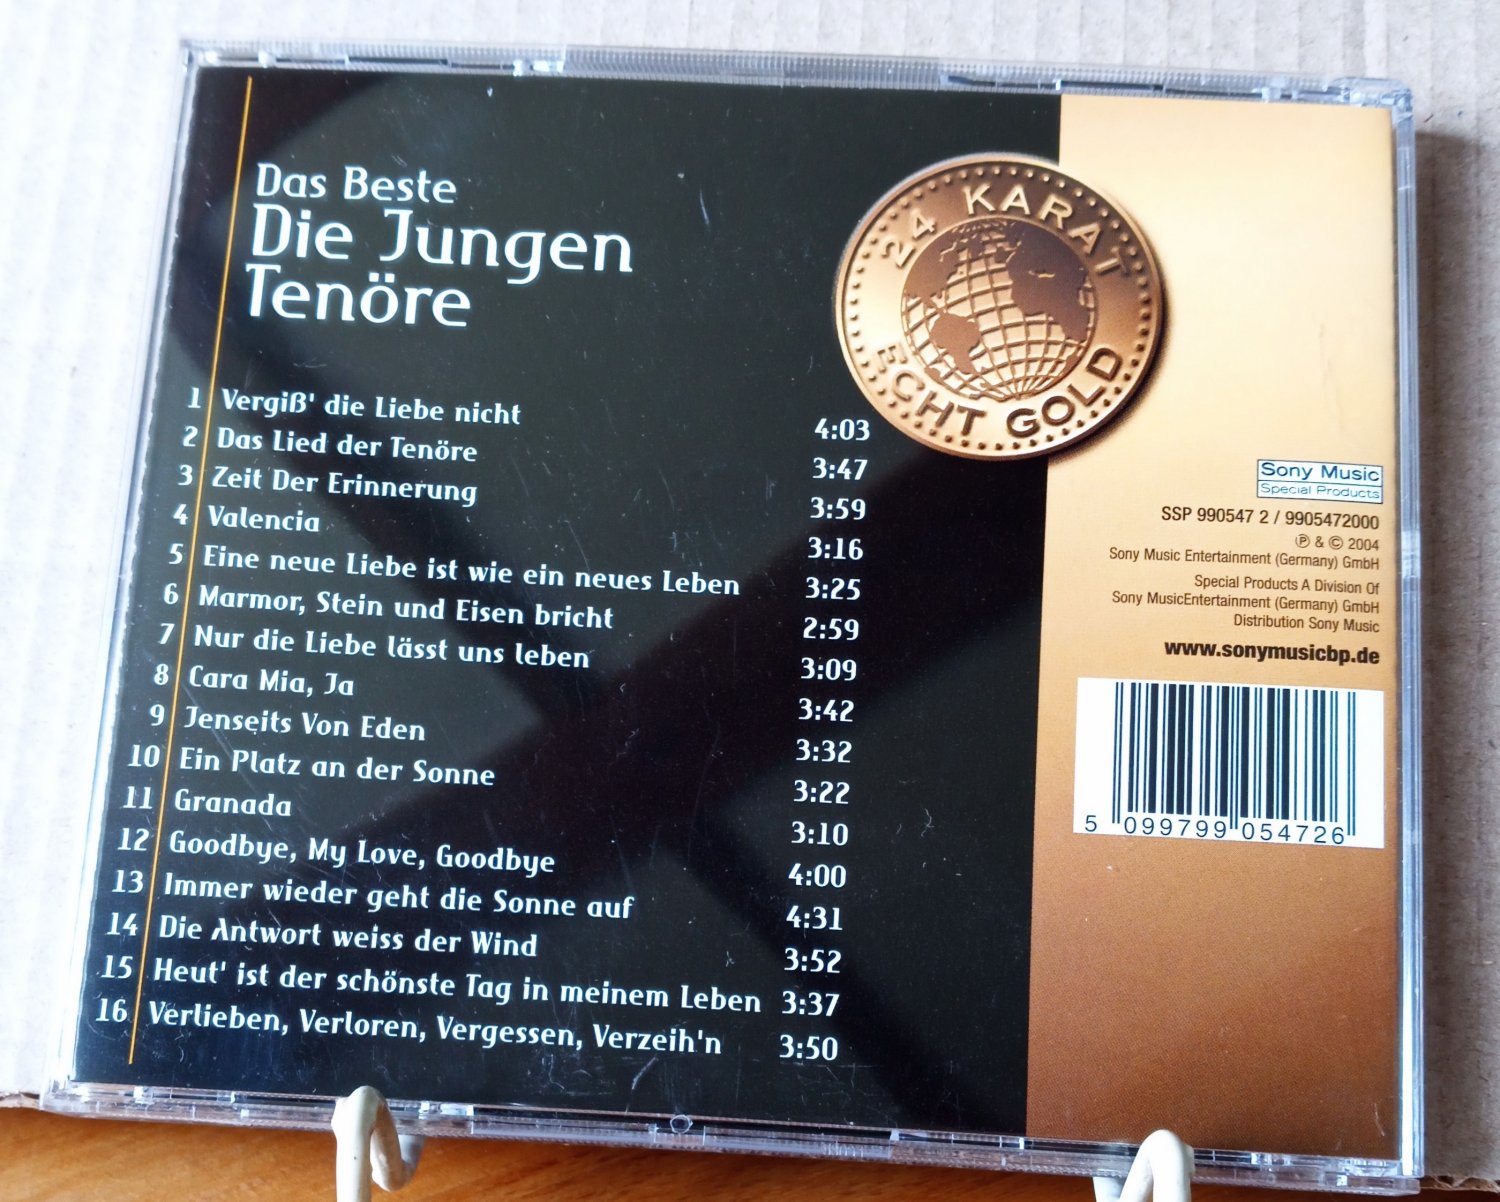 Das Beste
Die Jungen
Tenöre
24 KARAT
ECHT GOLD
1 Vergiß' die Liebe nicht 4:03
2 Das Lied der Tenöre 3:47
3 Zeit Der Erinnerung 3:59
4 Valencia 3:16
5 Eine neue Liebe ist wie ein neues Leben 3:25
6 Marmor, Stein und Eisen bricht 2:59
7 Nur die Liebe lässt uns leben 3:09
8 Cara Mia, Ja 3:42
9 Jenseits Von Eden 3:32
10 Ein Platz an der Sonne 3:22
11 Granada 3:10
12 Goodbye, My Love, Goodbye 4:00
13 Immer wieder geht die Sonne auf 4:31
14 Die Antwort weiss der Wind 3:52
15 Heut' ist der schönste Tag in meinem Leben 3:37
16 Verlieben, Verloren, Vergessen, Verzeih'n 3:50
Sony Music
Special Products
SSP 990547 2 / 9905472000
℗ & © 2004
Sony Music Entertainment (Germany) GmbH
Special Products A Division Of
Sony MusicEntertainment (Germany) GmbH
Distribution Sony Music
www.sonymusicbp.de
5 099799 054726